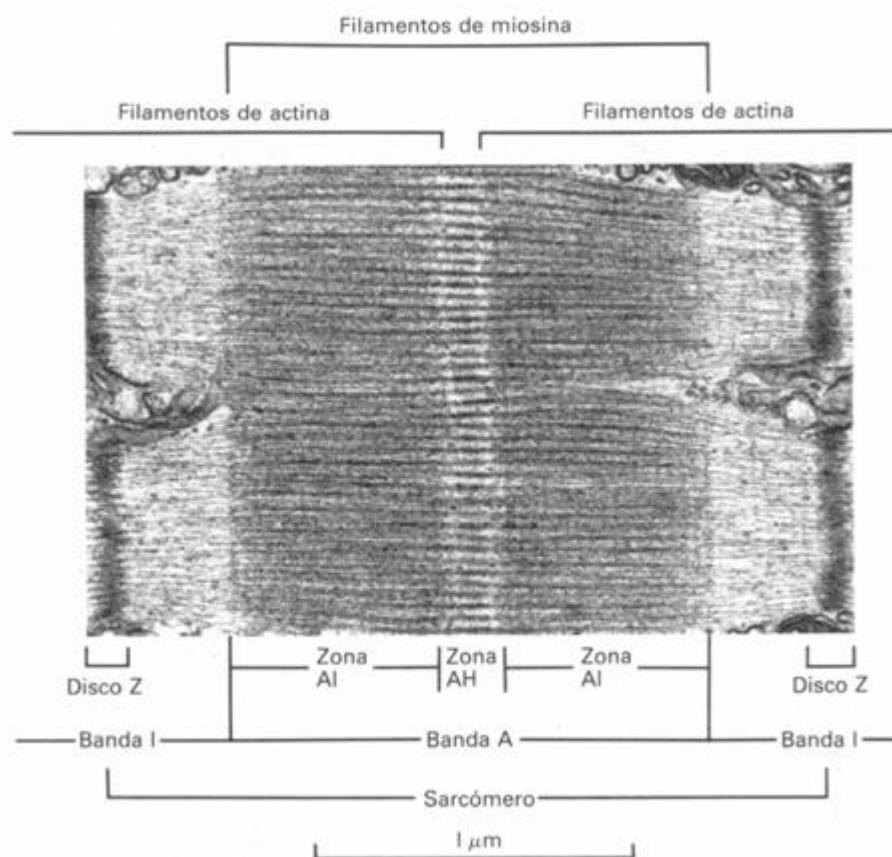 Filamentos de miosina
Filamentos de actina Filamentos de actina
Zona AI Zona AH Zona AI
Disco Z Disco Z
Banda I Banda A Banda I
Sarcómero
I μm